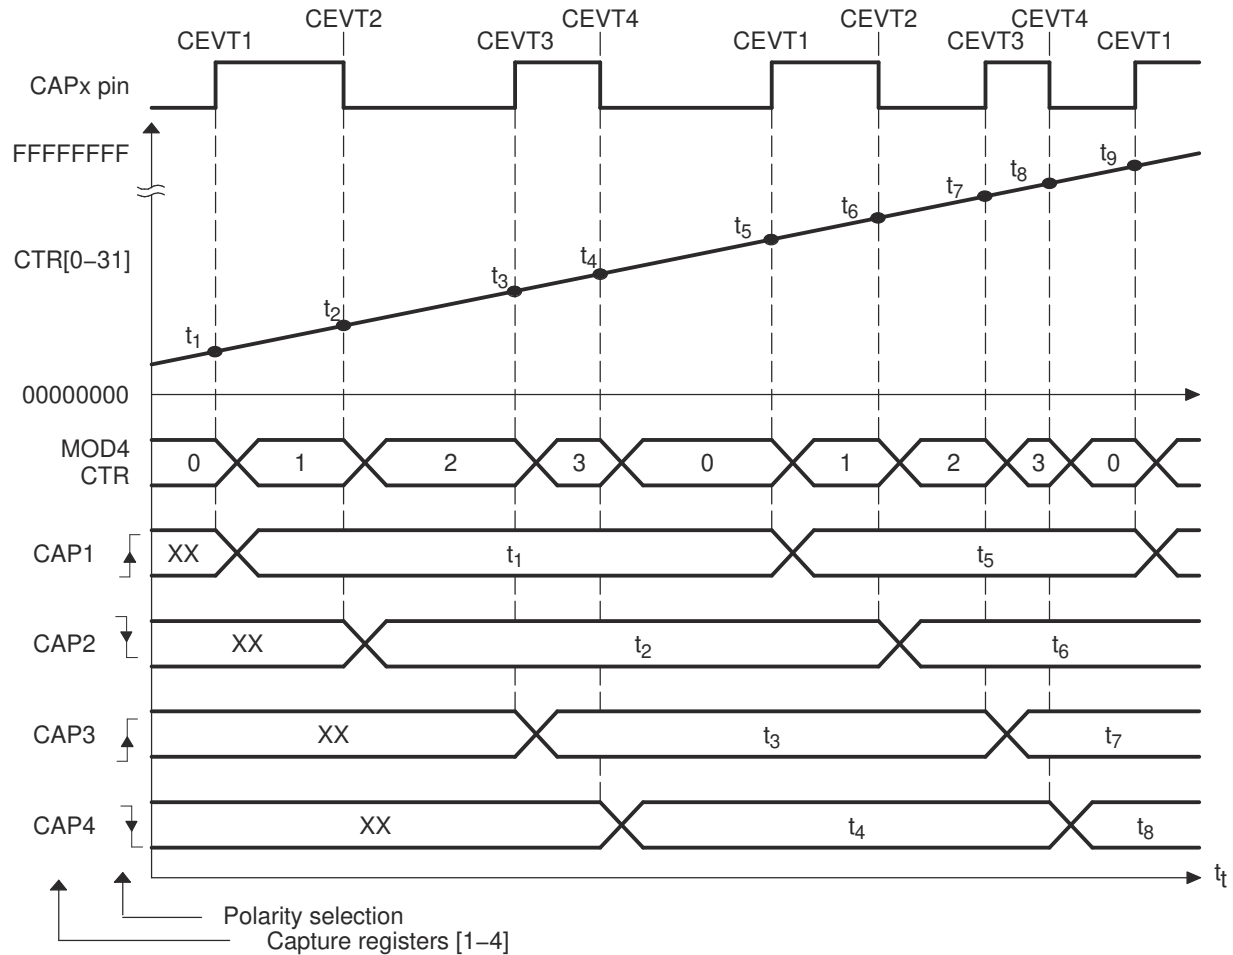 CEVT2 CEVT4 CEVT2 CEVT4
CEVT1 CEVT3 CEVT1 CEVT3 CEVT1
CAPx pin
FFFFFFFF
t9
t8
t7
t6
t5
CTR[0−31]
t4
t3
t2
t1
00000000
MOD4
CTR
0 1 2 3 0 1 2 3 0
CAP1 XX t1 t5
CAP2 XX t2 t6
CAP3 XX t3 t7
CAP4 XX t4 t8
tt
Polarity selection
Capture registers [1−4]